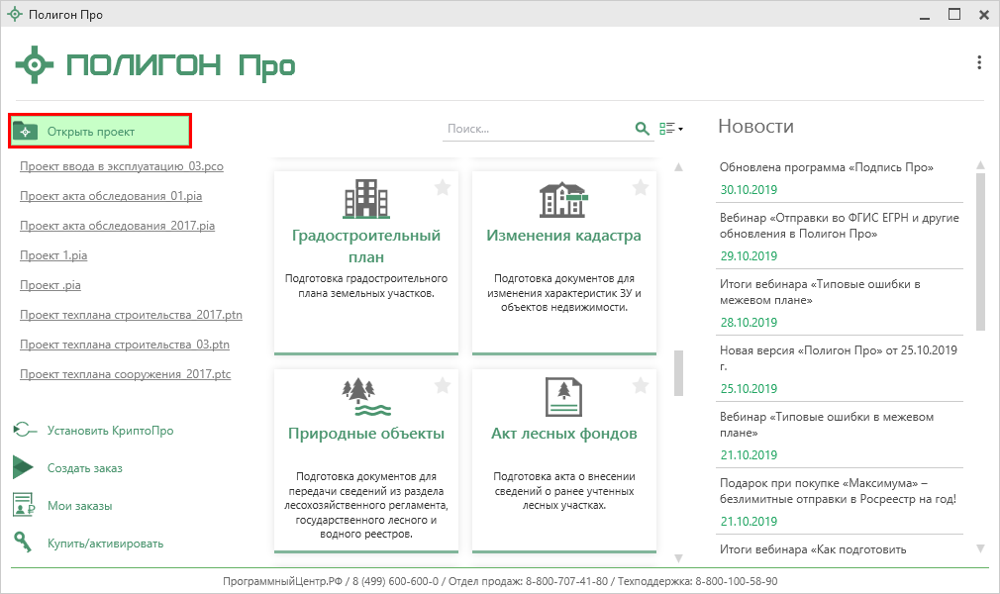 Полигон Про
ПОЛИГОН Про
Открыть проект
Проект ввода в эксплуатацию_03.pco
Проект акта обследования_01.pia
Проект акта обследования_2017.pia
Проект 1.pia
Проект .pia
Проект техплана строительства_2017.ptn
Проект техплана строительства_03.ptn
Проект техплана сооружения_2017.ptc
Установить КриптоПро
Создать заказ
Мои заказы
Купить/активировать
Поиск...
Градостроительный
план
Подготовка градостроительного
плана земельных участков.
Изменения кадастра
Подготовка документов для
изменения характеристик ЗУ и
объектов недвижимости.
Природные объекты
Подготовка документов для
передачи сведений из раздела
лесохозяйственного регламента,
государственного лесного и
водного реестров.
Акт лесных фондов
Подготовка акта о внесении
сведений о ранее учтенных
лесных участках.
Новости
Обновлена программа «Подпись Про»
30.10.2019
Вебинар «Отправки во ФГИС ЕГРН и другие
обновления в Полигон Про»
29.10.2019
Итоги вебинара «Типовые ошибки в
межевом плане»
28.10.2019
Новая версия «Полигон Про» от 25.10.2019
г.
25.10.2019
Вебинар «Типовые ошибки в межевом
плане»
21.10.2019
Подарок при покупке «Максимума» –
безлимитные отправки в Росреестр на год!
21.10.2019
Итоги вебинара «Как подготовить
ПрограммныйЦентр.РФ / 8 (499) 600-600-0 / Отдел продаж: 8-800-707-41-80 / Техподдержка: 8-800-100-58-90